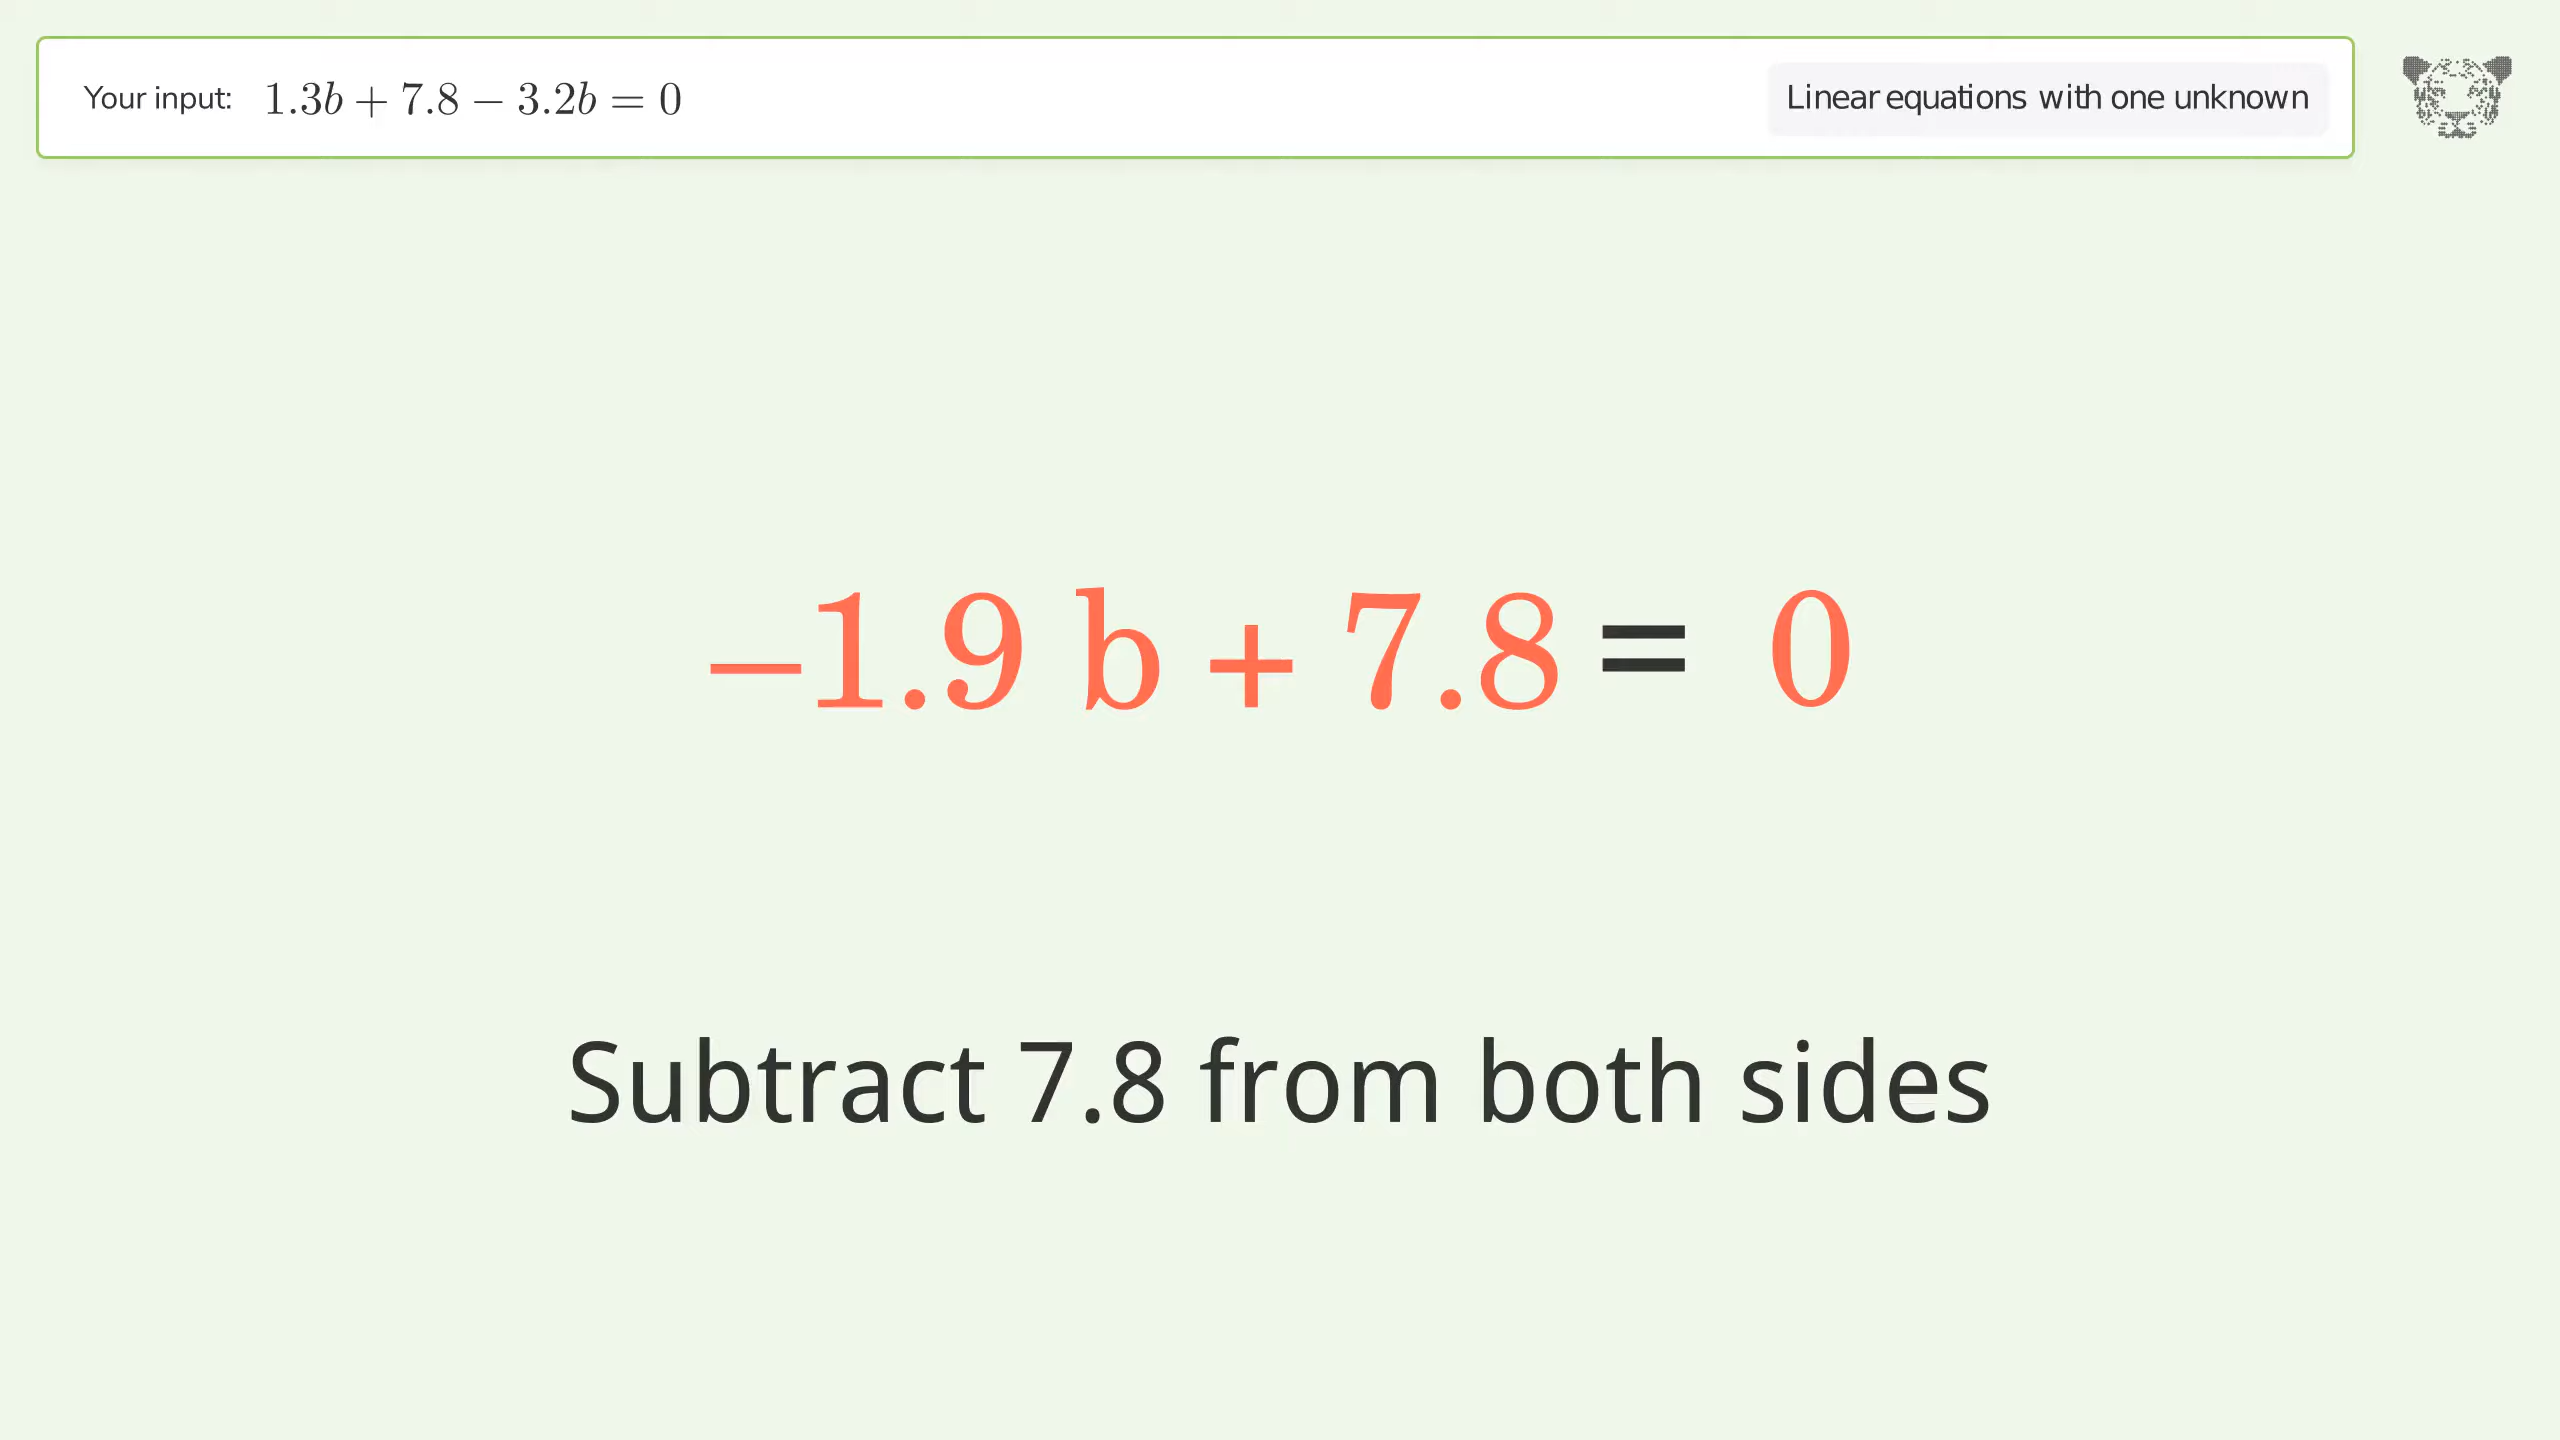 Your input: 1.3b + 7.8 − 3.2b = 0
Linear equations with one unknown
−1.9 b + 7.8 = 0
Subtract 7.8 from both sides